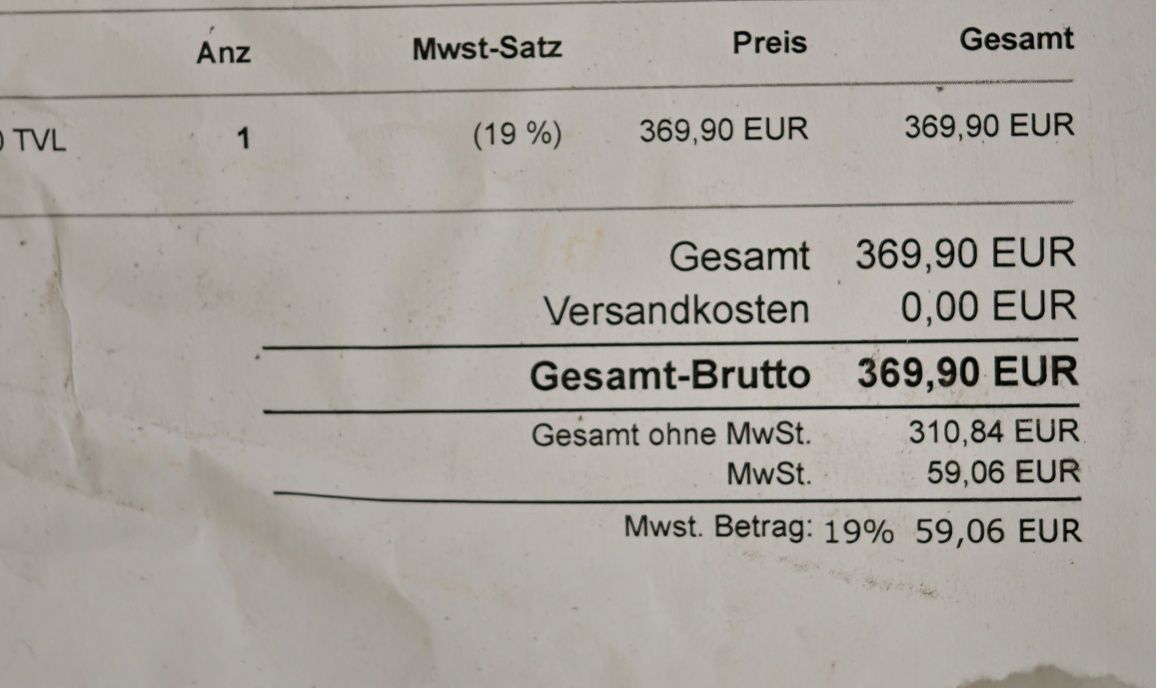 Anz Mwst-Satz Preis Gesamt
TVL 1 (19 %) 369,90 EUR 369,90 EUR
Gesamt 369,90 EUR
Versandkosten 0,00 EUR
Gesamt-Brutto 369,90 EUR
Gesamt ohne MwSt. 310,84 EUR
MwSt. 59,06 EUR
Mwst. Betrag: 19% 59,06 EUR